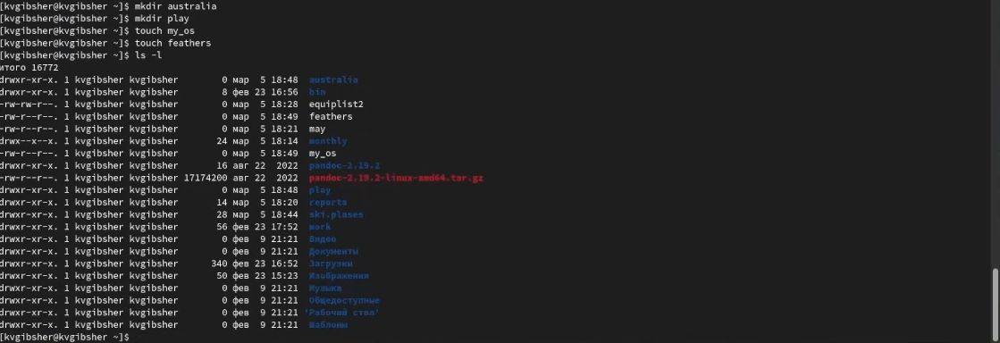 [kvgibsher@kvgibsher ~]$ mkdir australia
[kvgibsher@kvgibsher ~]$ mkdir play
[kvgibsher@kvgibsher ~]$ touch my_os
[kvgibsher@kvgibsher ~]$ touch feathers
[kvgibsher@kvgibsher ~]$ ls -l
итого 16772
drwxr-xr-x. 1 kvgibsher kvgibsher 0 мар 5 18:48 australia
drwxr-xr-x. 1 kvgibsher kvgibsher 8 фев 23 16:56 bin
-rw-rw-r--. 1 kvgibsher kvgibsher 0 мар 5 18:28 equiplist2
-rw-r--r--. 1 kvgibsher kvgibsher 0 мар 5 18:49 feathers
-rw-r--r--. 1 kvgibsher kvgibsher 0 мар 5 18:21 may
drwx--x--x. 1 kvgibsher kvgibsher 24 мар 5 18:14 monthly
-rw-r--r--. 1 kvgibsher kvgibsher 0 мар 5 18:49 my_os
drwxr-xr-x. 1 kvgibsher kvgibsher 16 авг 22 2022 pandoc-2.19.2
-rw-r--r--. 1 kvgibsher kvgibsher 17174200 авг 22 2022 pandoc-2.19.2-linux-amd64.tar.gz
drwxr-xr-x. 1 kvgibsher kvgibsher 0 мар 5 18:48 play
drwxr-xr-x. 1 kvgibsher kvgibsher 14 мар 5 18:20 reports
drwxr-xr-x. 1 kvgibsher kvgibsher 28 мар 5 18:44 ski.plases
drwxr-xr-x. 1 kvgibsher kvgibsher 56 фев 23 17:52 work
drwxr-xr-x. 1 kvgibsher kvgibsher 0 фев 9 21:21 Видео
drwxr-xr-x. 1 kvgibsher kvgibsher 0 фев 9 21:21 Документы
drwxr-xr-x. 1 kvgibsher kvgibsher 340 фев 23 16:52 Загрузки
drwxr-xr-x. 1 kvgibsher kvgibsher 50 фев 23 15:23 Изображения
drwxr-xr-x. 1 kvgibsher kvgibsher 0 фев 9 21:21 Музыка
drwxr-xr-x. 1 kvgibsher kvgibsher 0 фев 9 21:21 Общедоступные
drwxr-xr-x. 1 kvgibsher kvgibsher 0 фев 9 21:21 'Рабочий стол'
drwxr-xr-x. 1 kvgibsher kvgibsher 0 фев 9 21:21 Шаблоны
[kvgibsher@kvgibsher ~]$